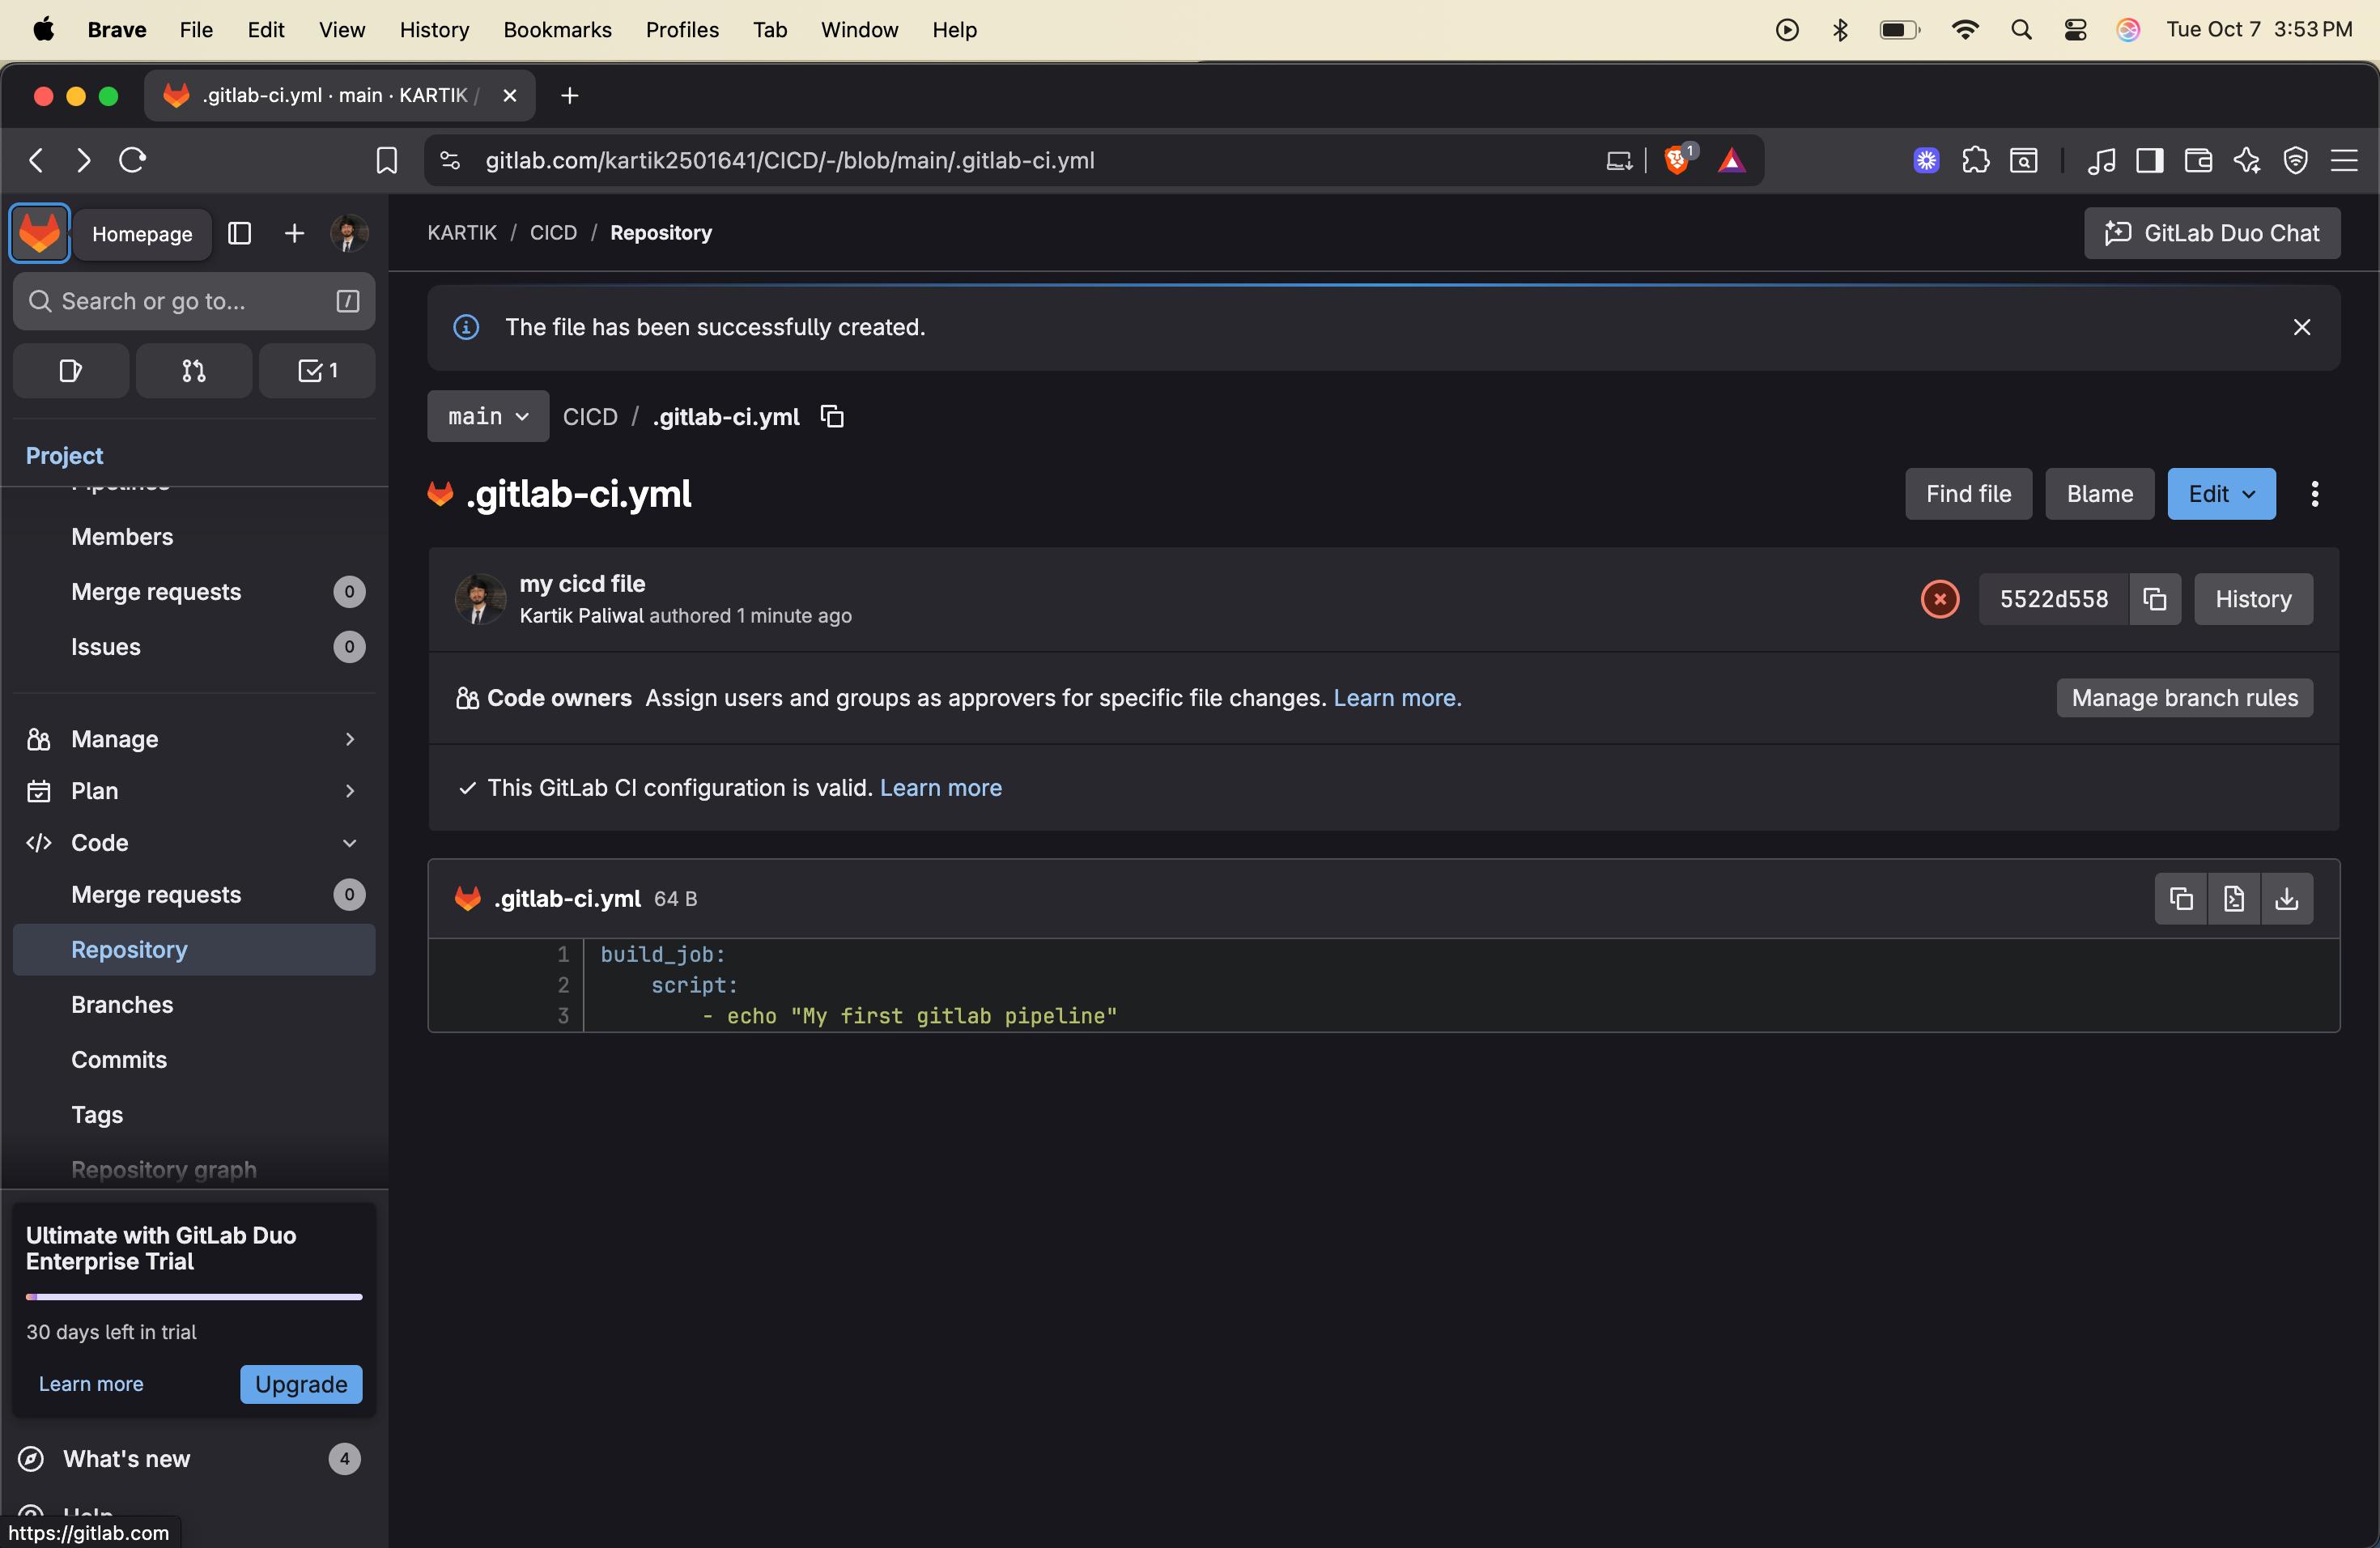 Brave File Edit View History Bookmarks Profiles Tab Window Help Tue Oct 7 3:53 PM
.gitlab-ci.yml · main · KARTIK /
gitlab.com/kartik2501641/CICD/-/blob/main/.gitlab-ci.yml 1
Homepage
KARTIK / CICD / Repository
GitLab Duo Chat
Search or go to... /
1
Project
Pipelines
Members
Merge requests 0
Issues 0
Manage
Plan
Code
Merge requests 0
Repository
Branches
Commits
Tags
Repository graph
Ultimate with GitLab Duo
Enterprise Trial
30 days left in trial
Learn more Upgrade
What's new 4
Help
https://gitlab.com
The file has been successfully created.
main CICD / .gitlab-ci.yml
.gitlab-ci.yml
Find file Blame Edit
my cicd file
Kartik Paliwal authored 1 minute ago
5522d558 History
Code owners Assign users and groups as approvers for specific file changes. Learn more.
Manage branch rules
This GitLab CI configuration is valid. Learn more
.gitlab-ci.yml 64 B
1 build_job:
2 script:
3 - echo "My first gitlab pipeline"